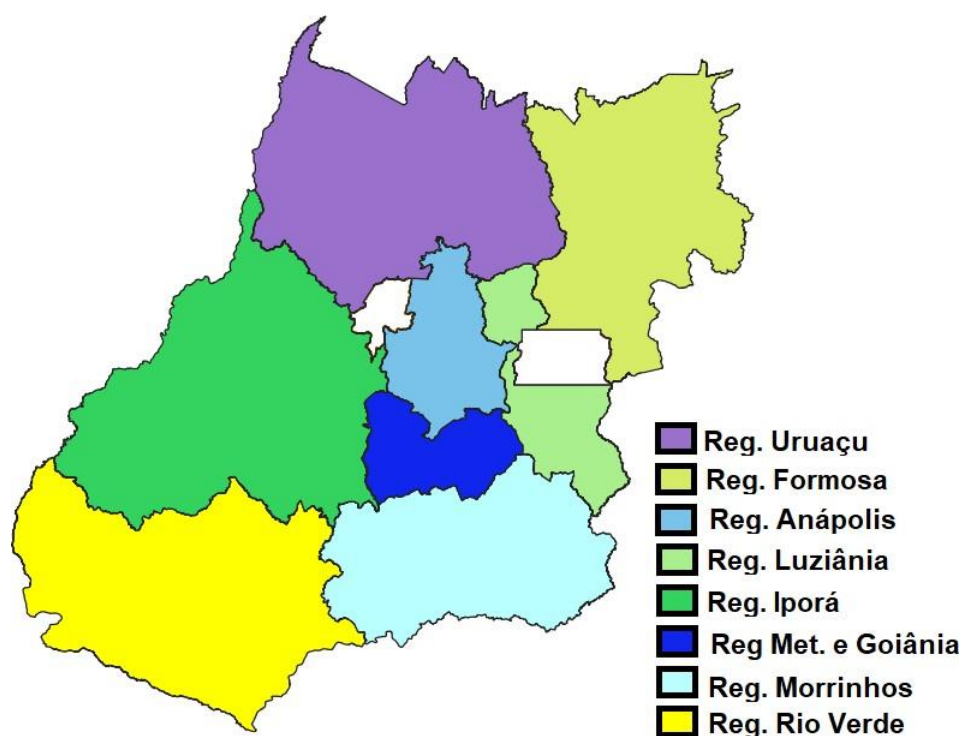 Reg. Uruaçu
Reg. Formosa
Reg. Anápolis
Reg. Luziânia
Reg. Iporá
Reg Met. e Goiânia
Reg. Morrinhos
Reg. Rio Verde